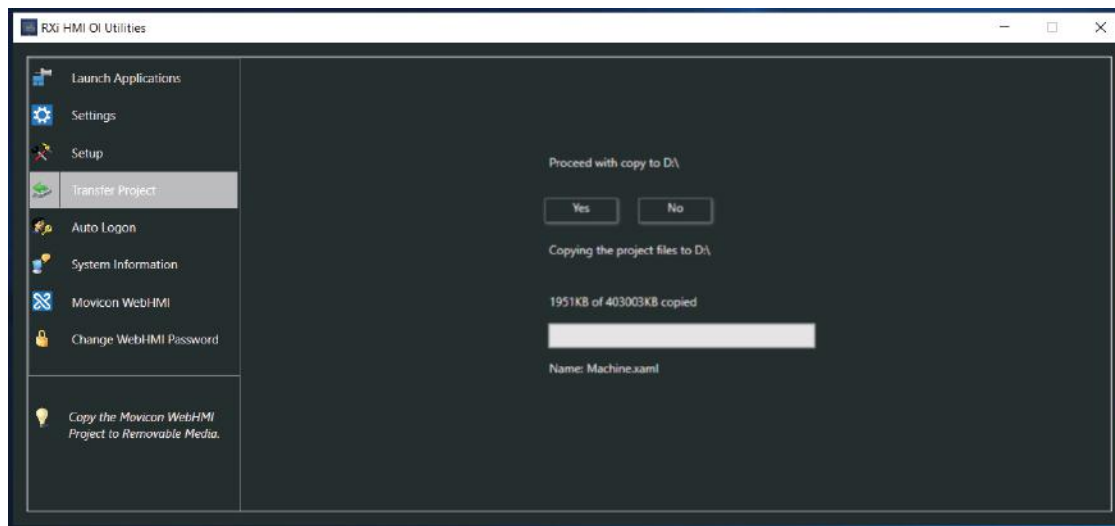 RXi HMI OI Utilities
Launch Applications
Settings
Setup
Transfer Project
Auto Logon
System Information
Movicon WebHMI
Change WebHMI Password
Copy the Movicon WebHMI
Project to Removable Media.
Proceed with copy to D:\
Yes No
Copying the project files to D:\
1951KB of 403003KB copied
Name: Machine.xaml